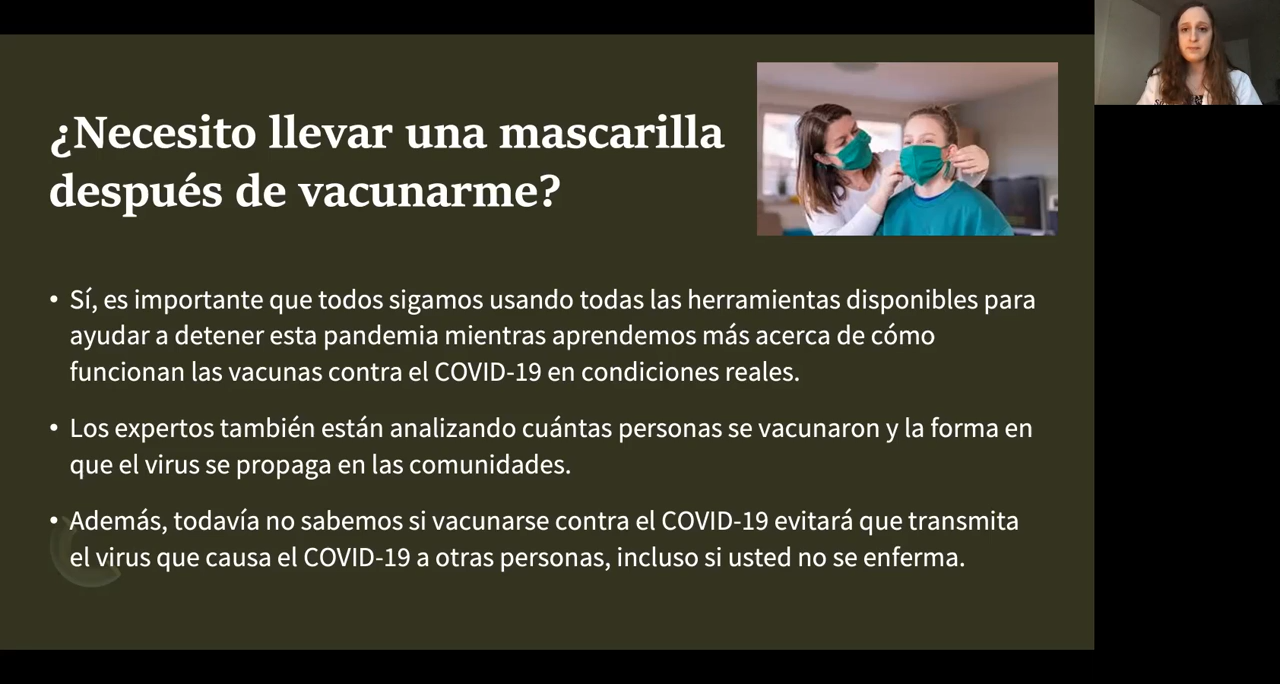 ¿Necesito llevar una mascarilla
después de vacunarme?
• Sí, es importante que todos sigamos usando todas las herramientas disponibles para
ayudar a detener esta pandemia mientras aprendemos más acerca de cómo
funcionan las vacunas contra el COVID-19 en condiciones reales.
• Los expertos también están analizando cuántas personas se vacunaron y la forma en
que el virus se propaga en las comunidades.
• Además, todavía no sabemos si vacunarse contra el COVID-19 evitará que transmita
el virus que causa el COVID-19 a otras personas, incluso si usted no se enferma.